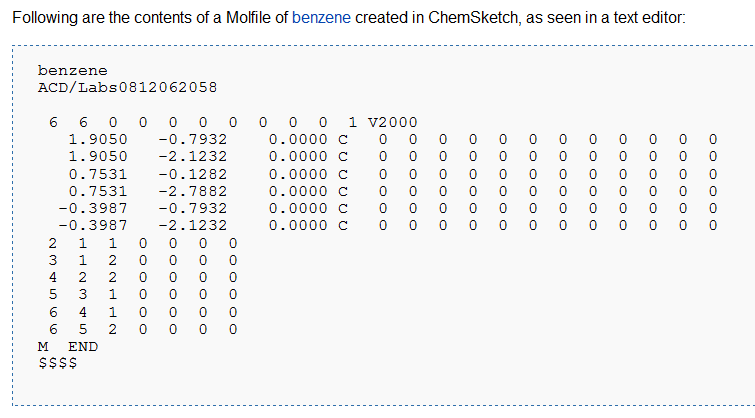 Following are the contents of a Molfile of benzene created in ChemSketch, as seen in a text editor:
benzene
ACD/Labs0812062058
6 6 0 0 0 0 0 0 0 0 1 V2000
1.9050 -0.7932 0.0000 C 0 0 0 0 0 0 0 0 0 0 0 0
1.9050 -2.1232 0.0000 C 0 0 0 0 0 0 0 0 0 0 0 0
0.7531 -0.1282 0.0000 C 0 0 0 0 0 0 0 0 0 0 0 0
0.7531 -2.7882 0.0000 C 0 0 0 0 0 0 0 0 0 0 0 0
-0.3987 -0.7932 0.0000 C 0 0 0 0 0 0 0 0 0 0 0 0
-0.3987 -2.1232 0.0000 C 0 0 0 0 0 0 0 0 0 0 0 0
2 1 1 0 0 0 0
3 1 2 0 0 0 0
4 2 2 0 0 0 0
5 3 1 0 0 0 0
6 4 1 0 0 0 0
6 5 2 0 0 0 0
M END
$$$$